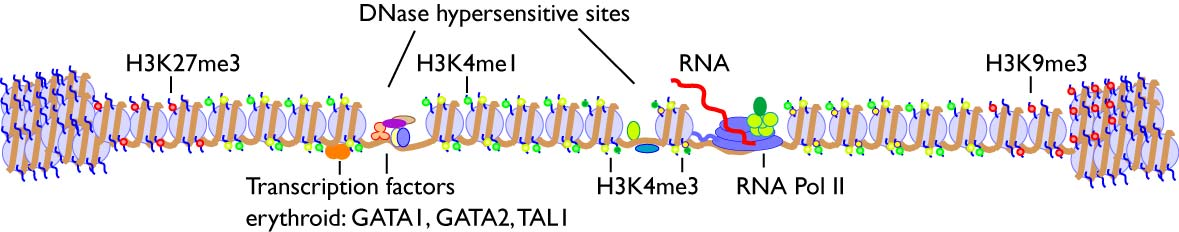 DNase hypersensitive sites
H3K27me3
H3K4me1
RNA
H3K9me3
Transcription factors
erythroid: GATA1, GATA2, TAL1
H3K4me3
RNA Pol II